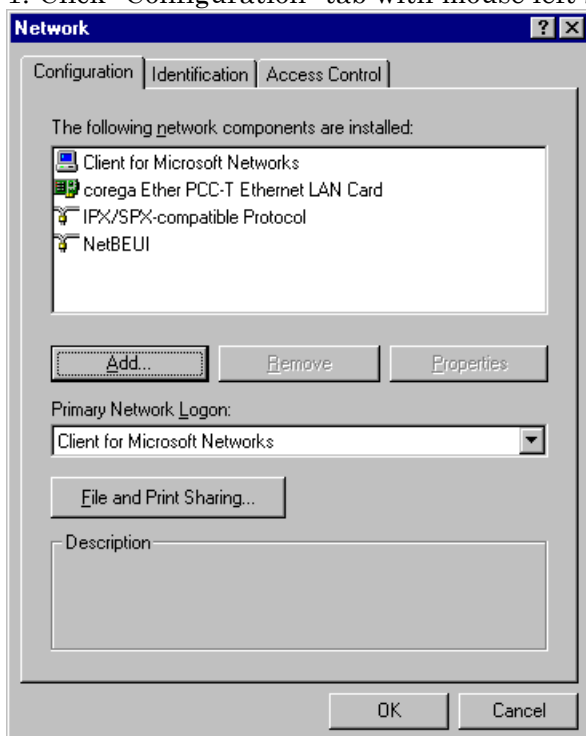 1. Click "Configuration" tab with mouse left
Network
Configuration Identification Access Control
The following network components are installed:
Client for Microsoft Networks
corega Ether PCC-T Ethernet LAN Card
IPX/SPX-compatible Protocol
NetBEUI
Add... Remove Properties
Primary Network Logon:
Client for Microsoft Networks
File and Print Sharing...
Description
OK Cancel